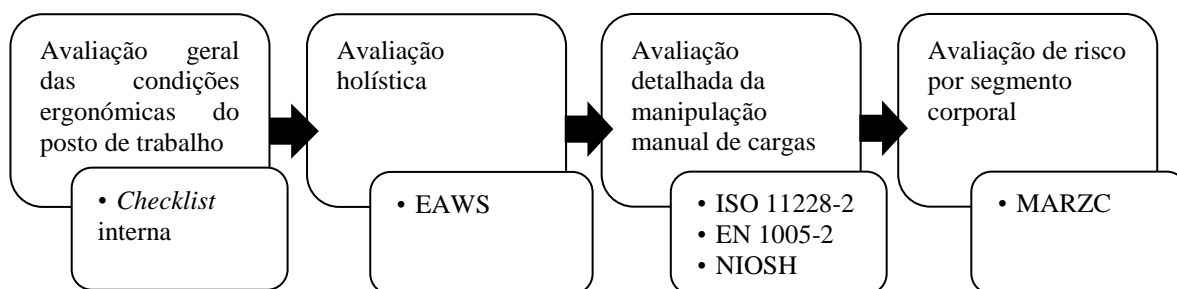 Avaliação geral
das condições
ergonómicas do
posto de trabalho
• Checklist
interna
Avaliação
holística
• EAWS
Avaliação
detalhada da
manipulação
manual de cargas
• ISO 11228-2
• EN 1005-2
• NIOSH
Avaliação de risco
por segmento
corporal
• MARZC